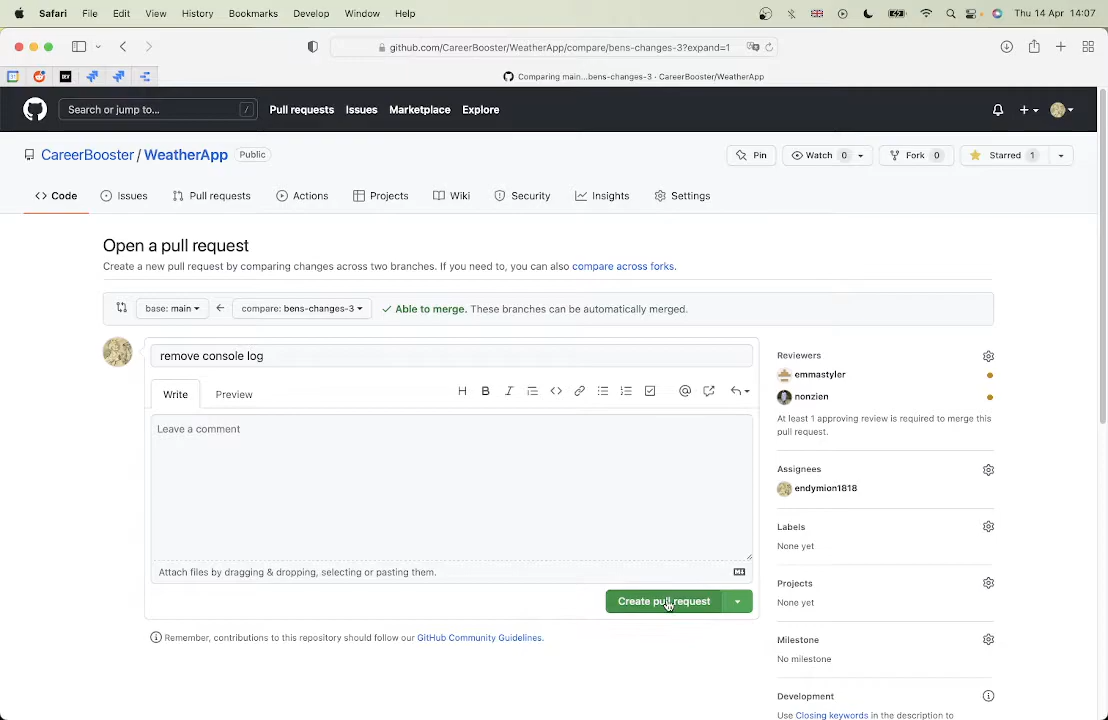 Safari File Edit View History Bookmarks Develop Window Help Thu 14 Apr 14:07
github.com/CareerBooster/WeatherApp/compare/bens-changes-3?expand=1
DEV Comparing main...bens-changes-3 · CareerBooster/WeatherApp
Search or jump to... / Pull requests Issues Marketplace Explore
CareerBooster / WeatherApp Public Pin Watch 0 Fork 0 Starred 1
Code Issues Pull requests Actions Projects Wiki Security Insights Settings
Open a pull request
Create a new pull request by comparing changes across two branches. If you need to, you can also compare across forks.
base: main compare: bens-changes-3 Able to merge. These branches can be automatically merged.
remove console log
Write Preview
Leave a comment
Attach files by dragging & dropping, selecting or pasting them.
Create pull request
Remember, contributions to this repository should follow our GitHub Community Guidelines.
Reviewers
emmastyler
nonzien
At least 1 approving review is required to merge this
pull request.
Assignees
endymion1818
Labels
None yet
Projects
None yet
Milestone
No milestone
Development
Use Closing keywords in the description to